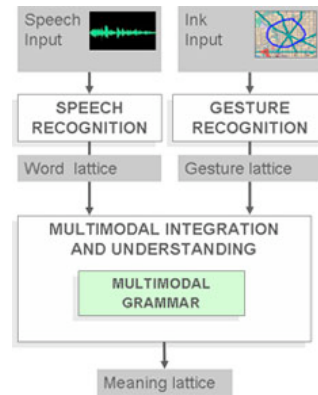 Speech
Input
Ink
Input
SPEECH
RECOGNITION
GESTURE
RECOGNITION
Word lattice
Gesture lattice
MULTIMODAL INTEGRATION
AND UNDERSTANDING
MULTIMODAL
GRAMMAR
Meaning lattice